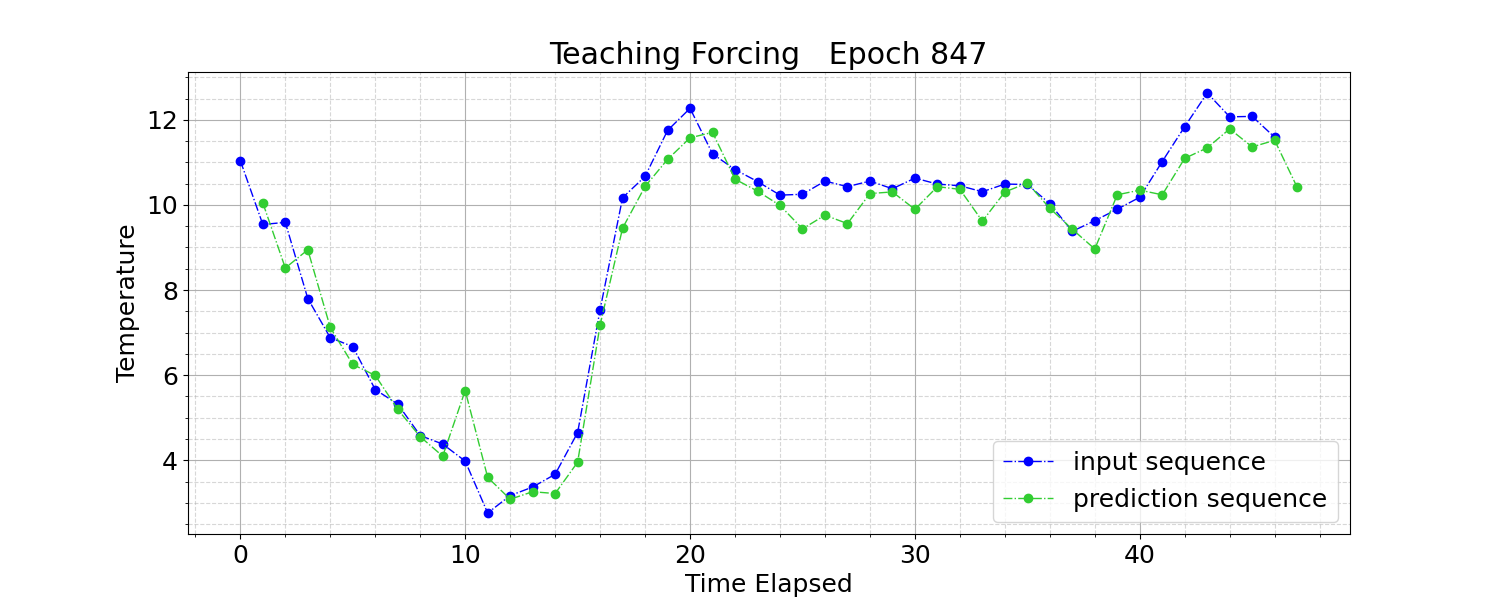 Teaching Forcing   Epoch 847
Temperature
12
10
8
6
4
input sequence
prediction sequence
0 10 20 30 40
Time Elapsed